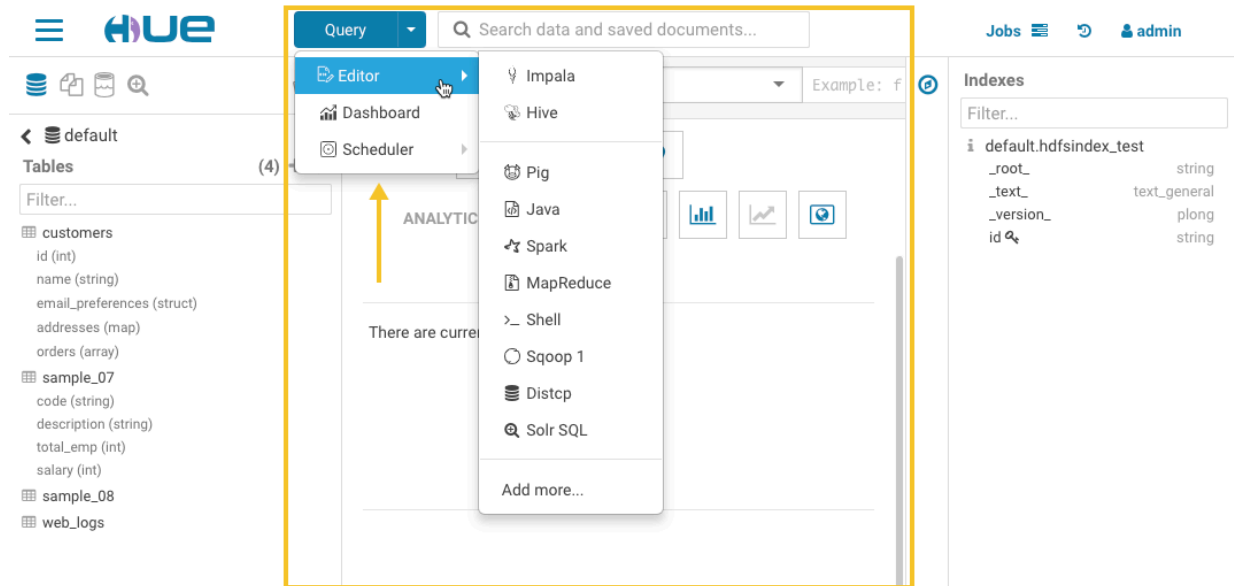 HUE
Query
Search data and saved documents...
Jobs
admin
Editor
Dashboard
Scheduler
Impala
Hive
Pig
Java
Spark
MapReduce
Shell
Sqoop 1
Distcp
Solr SQL
Add more...
Example: f
ANALYTIC
There are curre
default
Tables (4)
Filter...
customers
id (int)
name (string)
email_preferences (struct)
addresses (map)
orders (array)
sample_07
code (string)
description (string)
total_emp (int)
salary (int)
sample_08
web_logs
Indexes
Filter...
default.hdfsindex_test
_root_ string
_text_ text_general
_version_ plong
id string